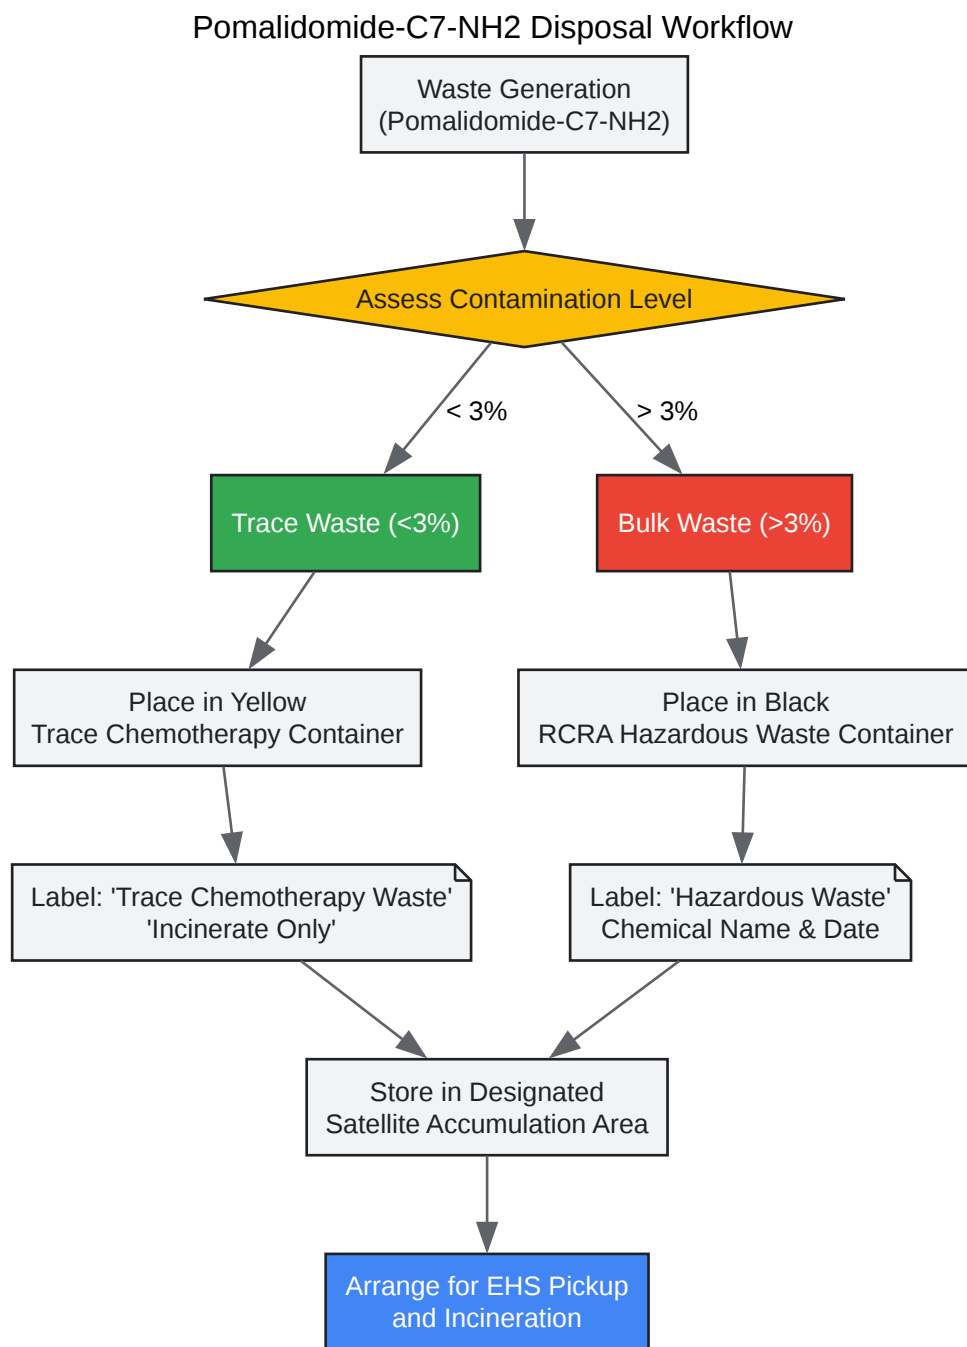 Pomalidomide-C7-NH2 Disposal Workflow
Waste Generation
(Pomalidomide-C7-NH2)
Assess Contamination Level
< 3%
> 3%
Trace Waste (<3%)
Bulk Waste (>3%)
Place in Yellow
Trace Chemotherapy Container
Place in Black
RCRA Hazardous Waste Container
Label: 'Trace Chemotherapy Waste'
'Incinerate Only'
Label: 'Hazardous Waste'
Chemical Name & Date
Store in Designated
Satellite Accumulation Area
Arrange for EHS Pickup
and Incineration